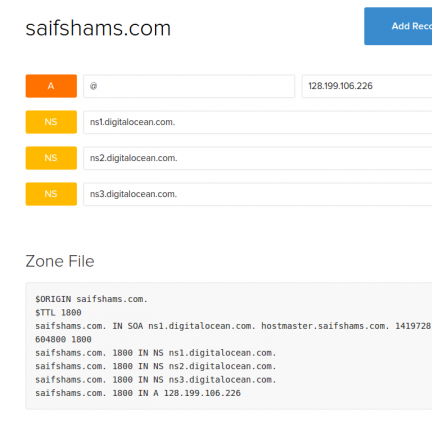 saifshams.com
Add Reco
A @ 128.199.106.226
NS ns1.digitalocean.com.
NS ns2.digitalocean.com.
NS ns3.digitalocean.com.
Zone File
$ORIGIN saifshams.com.
$TTL 1800
saifshams.com. IN SOA ns1.digitalocean.com. hostmaster.saifshams.com. 1419728
604800 1800
saifshams.com. 1800 IN NS ns1.digitalocean.com.
saifshams.com. 1800 IN NS ns2.digitalocean.com.
saifshams.com. 1800 IN NS ns3.digitalocean.com.
saifshams.com. 1800 IN A 128.199.106.226